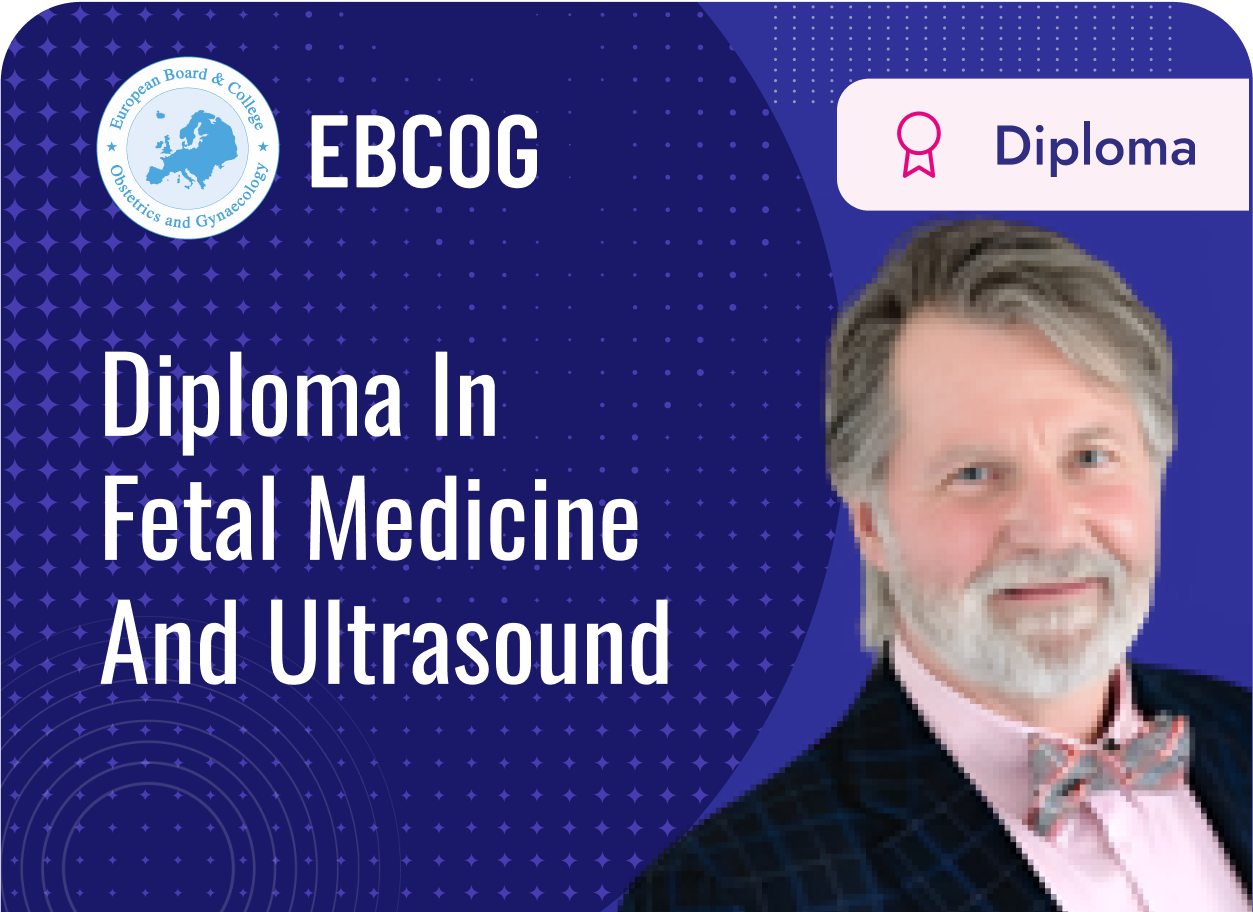 European Board & College
Obstetrics and Gynaecology
EBCOG
Diploma
Diploma In
Fetal Medicine
And Ultrasound